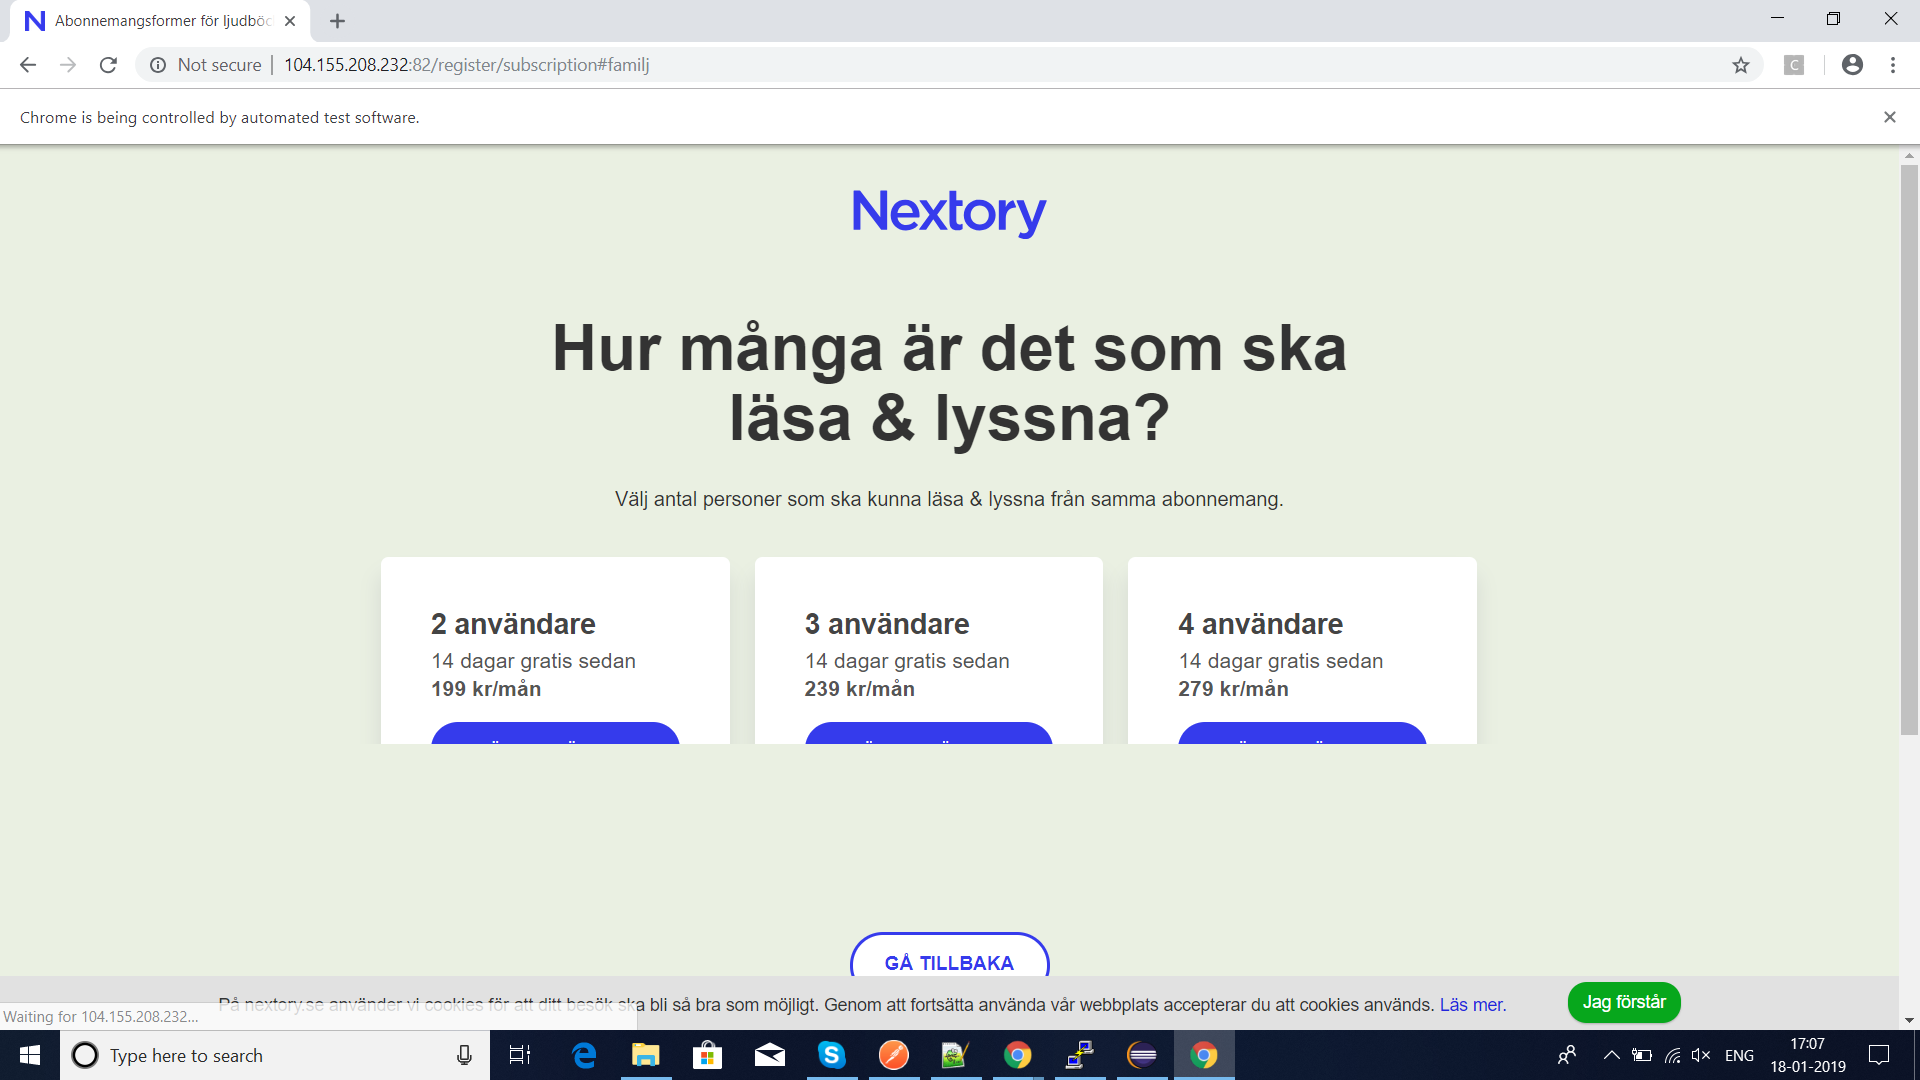 Abonnemangsformer för ljudböc
Not secure
104.155.208.232:82/register/subscription#familj
C
Chrome is being controlled by automated test software.
Nextory
Hur många är det som ska
läsa & lyssna?
Välj antal personer som ska kunna läsa & lyssna från samma abonnemang.
2 användare
14 dagar gratis sedan
199 kr/mån
3 användare
14 dagar gratis sedan
239 kr/mån
4 användare
14 dagar gratis sedan
279 kr/mån
GÅ TILLBAKA
På nextory.se använder vi cookies för att ditt besök ska bli så bra som möjligt. Genom att fortsätta använda vår webbplats accepterar du att cookies används. Läs mer.
Jag förstår
Waiting for 104.155.208.232...
Type here to search
ENG
17:07
18-01-2019